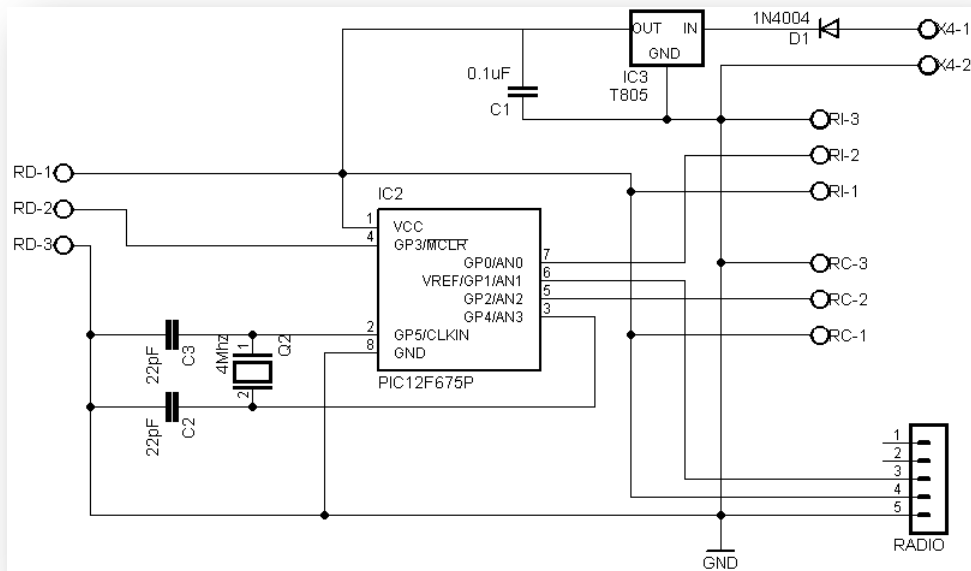 1N4004
D1
X4-1
X4-2
OUT
IN
GND
IC3
T805
0.1uF
C1
RI-3
RI-2
RI-1
RD-1
RD-2
RD-3
IC2
1
VCC
4
GP3/MCLR
GP0/AN0
7
VREF/GP1/AN1
6
GP2/AN2
5
GP4/AN3
3
2
GP5/CLKIN
8
GND
PIC12F675P
RC-3
RC-2
RC-1
22pF
C3
4Mhz
1
2
Q2
22pF
C2
1
2
3
4
5
RADIO
GND